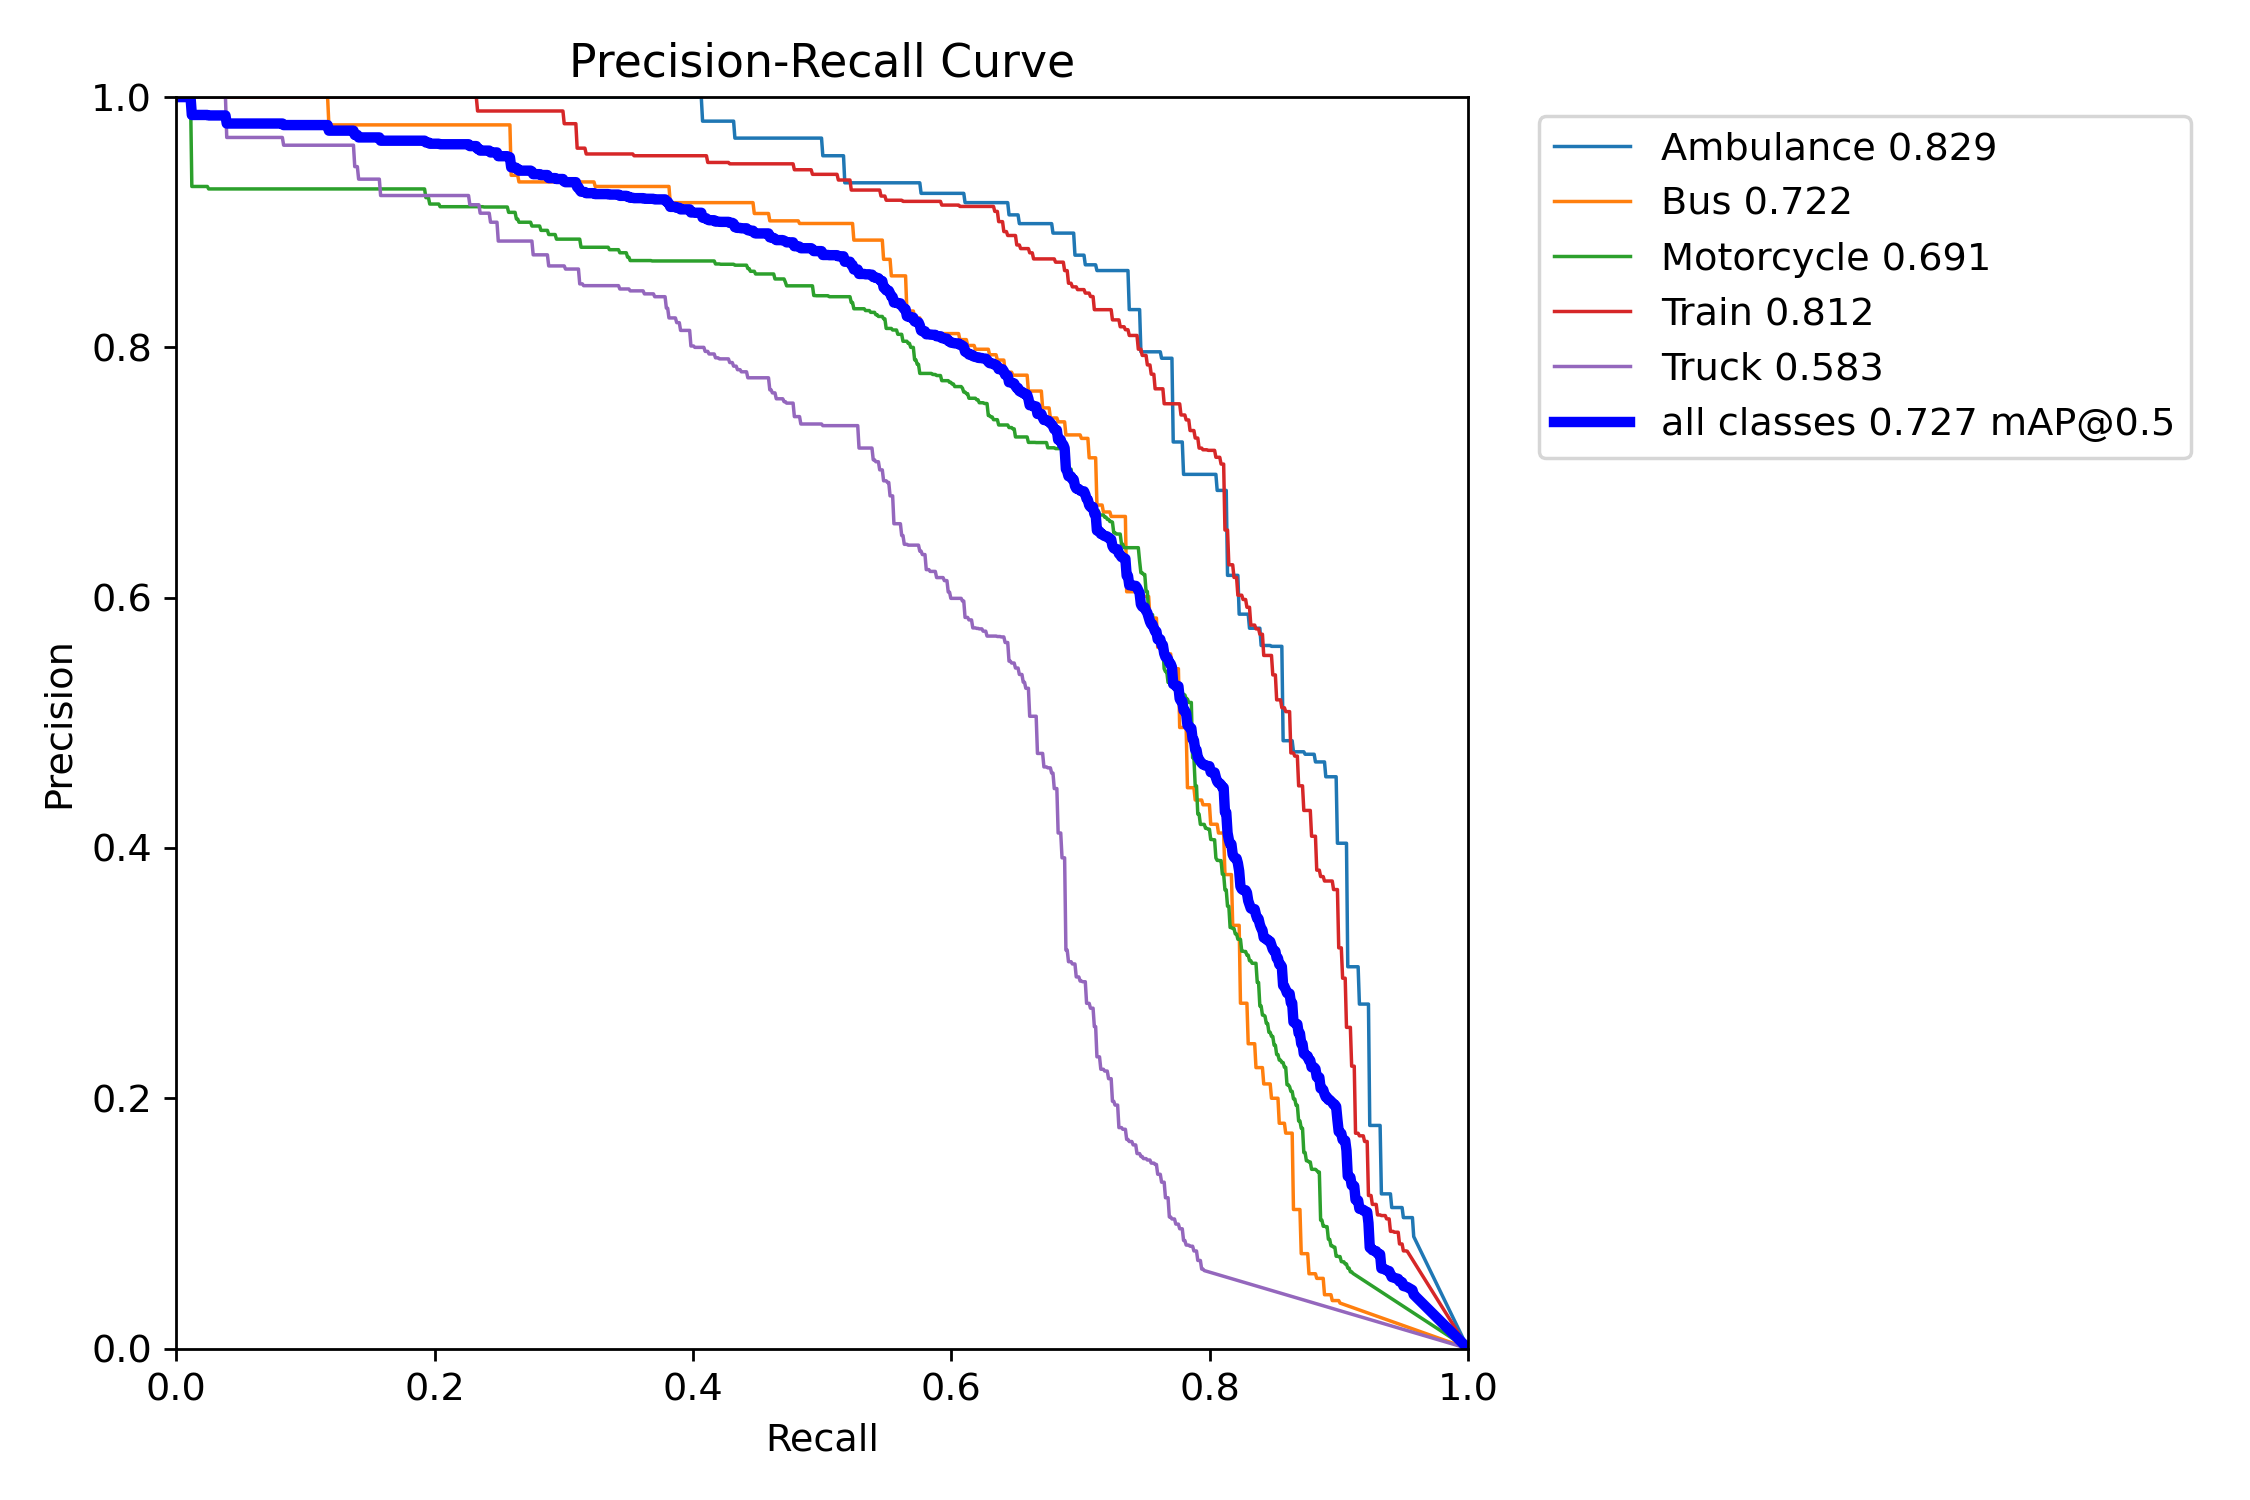 Precision-Recall Curve
1.0
0.8
0.6
0.4
0.2
0.0
Precision
0.0 0.2 0.4 0.6 0.8 1.0
Recall
Ambulance 0.829
Bus 0.722
Motorcycle 0.691
Train 0.812
Truck 0.583
all classes 0.727 mAP@0.5